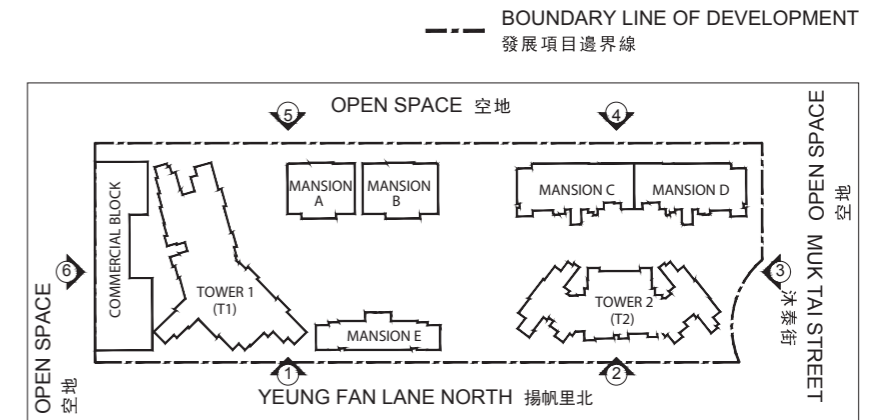 BOUNDARY LINE OF DEVELOPMENT
發展項目邊界線
OPEN SPACE 空地
5
4
MANSION
A
MANSION
B
MANSION C
MANSION D
COMMERCIAL BLOCK
6
TOWER 1
(T1)
TOWER 2
(T2)
MANSION E
3
1
2
OPEN SPACE
空地
MUK TAI STREET
沐泰街
OPEN SPACE
空地
YEUNG FAN LANE NORTH 揚帆里北